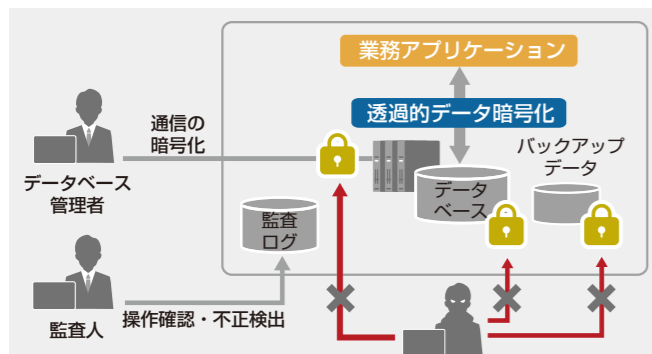 業務アプリケーション
透過的データ暗号化
通信の
暗号化
バックアップ
データ
データベース
管理者
データ
ベース
監査
ログ
操作確認・不正検出
監査人